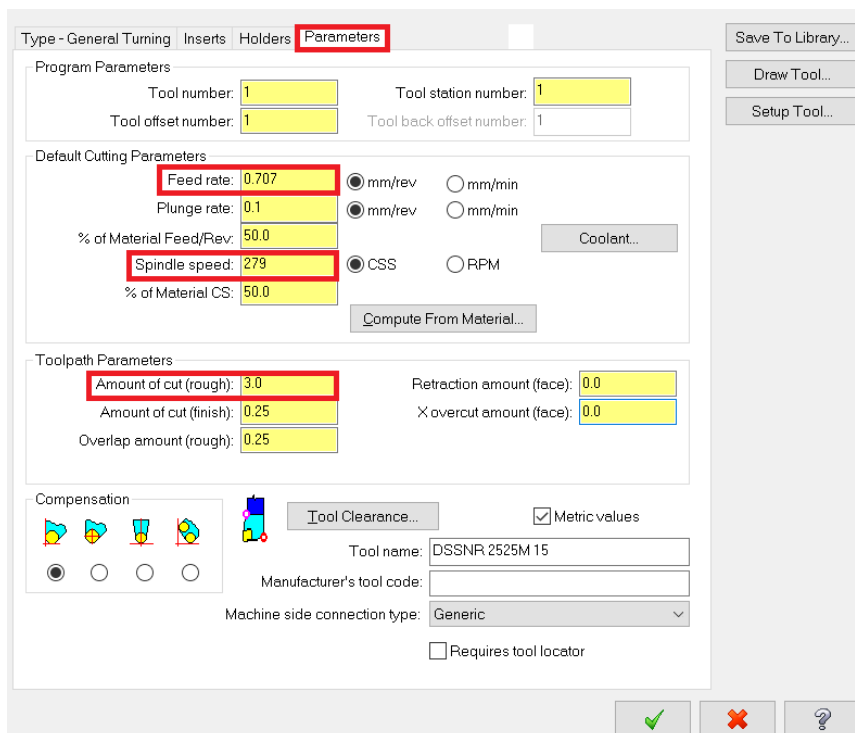 Type - General Turning Inserts Holders Parameters
Save To Library...
Draw Tool...
Setup Tool...
Program Parameters
Tool number: 1 Tool station number: 1
Tool offset number: 1 Tool back offset number: 1
Default Cutting Parameters
Feed rate: 0.707 mm/rev mm/min
Plunge rate: 0.1 mm/rev mm/min
% of Material Feed/Rev: 50.0 Coolant...
Spindle speed: 279 CSS RPM
% of Material CS: 50.0
Compute From Material...
Toolpath Parameters
Amount of cut (rough): 3.0 Retraction amount (face): 0.0
Amount of cut (finish): 0.25 X overcut amount (face): 0.0
Overlap amount (rough): 0.25
Compensation
Tool Clearance... Metric values
Tool name: DSSNR 2525M 15
Manufacturer's tool code:
Machine side connection type: Generic
Requires tool locator
?